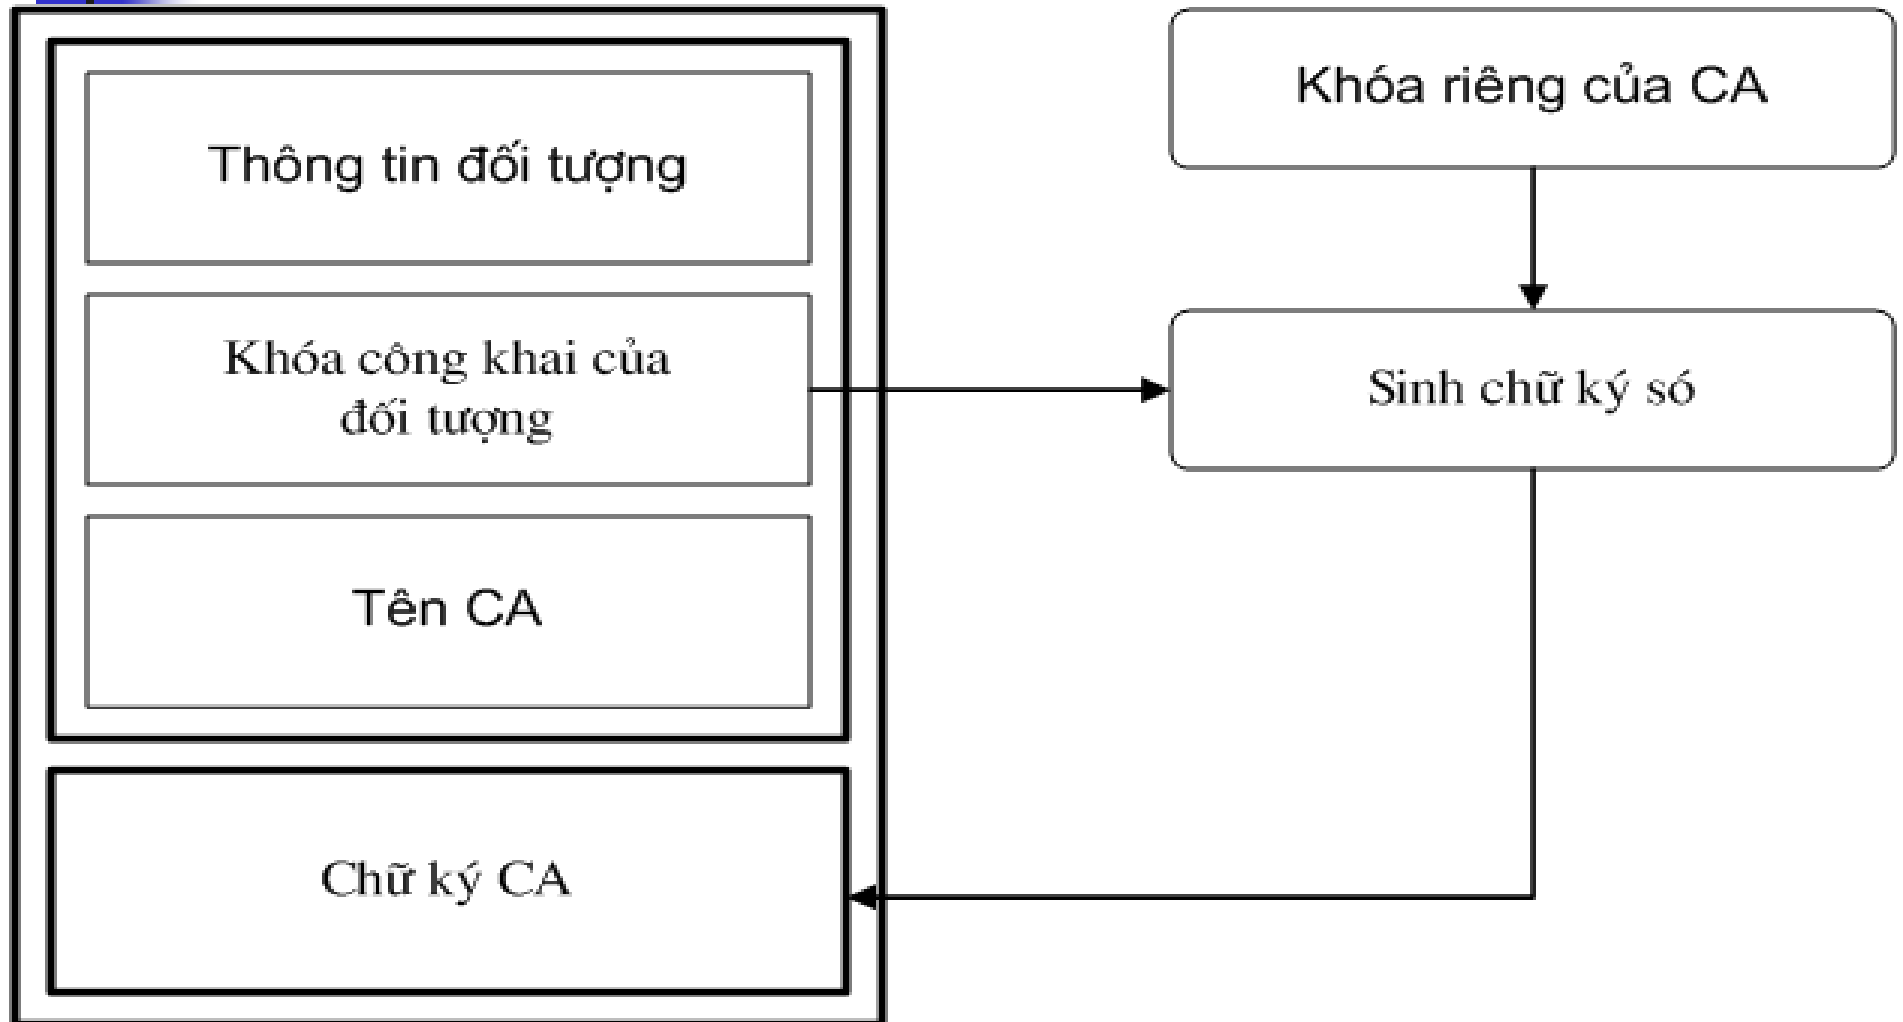 Thông tin đối tượng
Khóa công khai của
đối tượng
Tên CA
Chữ ký CA
Khóa riêng của CA
Sinh chữ ký só